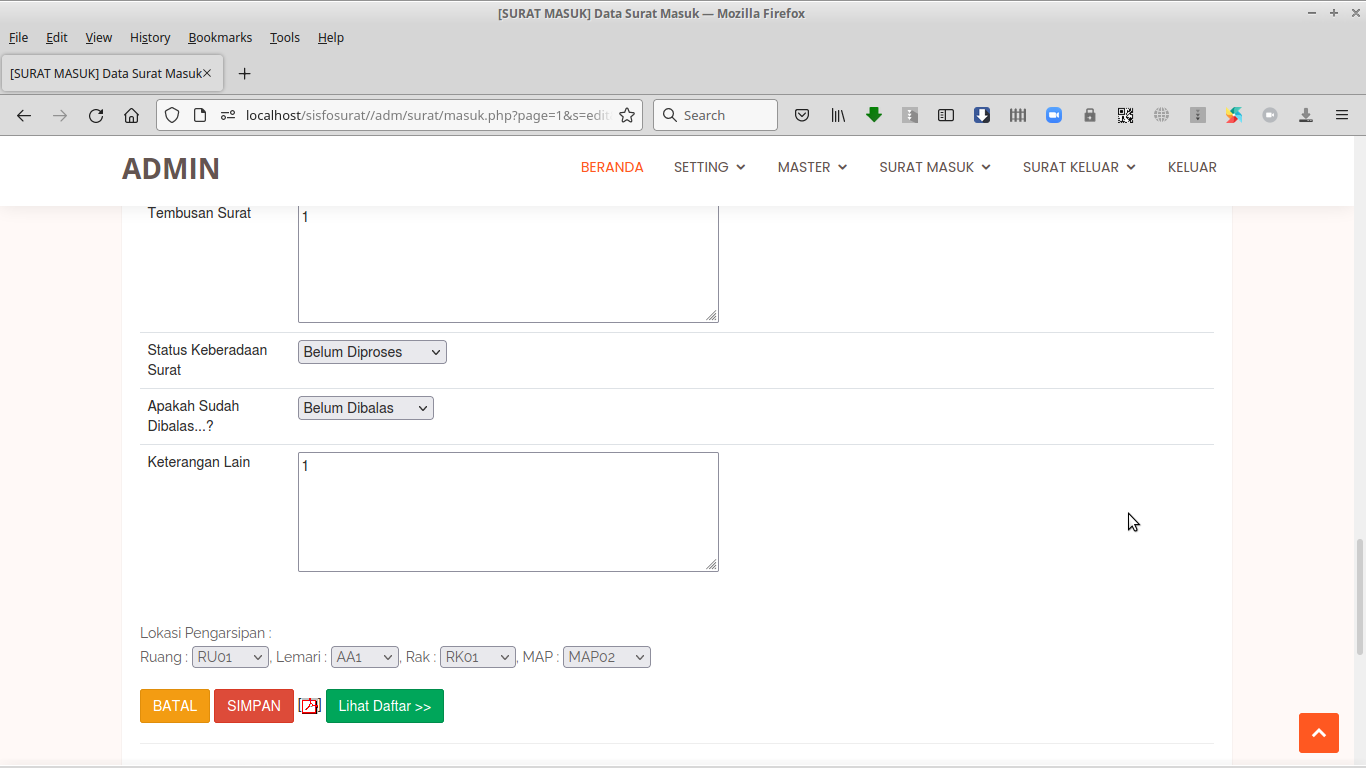 [SURAT MASUK] Data Surat Masuk — Mozilla Firefox
File Edit View History Bookmarks Tools Help
[SURAT MASUK] Data Surat Masuk
localhost/sisfosurat//adm/surat/masuk.php?page=1&s=edit
Search
ADMIN
BERANDA SETTING MASTER SURAT MASUK SURAT KELUAR KELUAR
Tembusan Surat
1
Status Keberadaan
Surat
Belum Diproses
Apakah Sudah
Dibalas...?
Belum Dibalas
Keterangan Lain
1
Lokasi Pengarsipan :
Ruang : RU01, Lemari : AA1, Rak : RK01, MAP : MAP02
BATAL SIMPAN [] Lihat Daftar >>